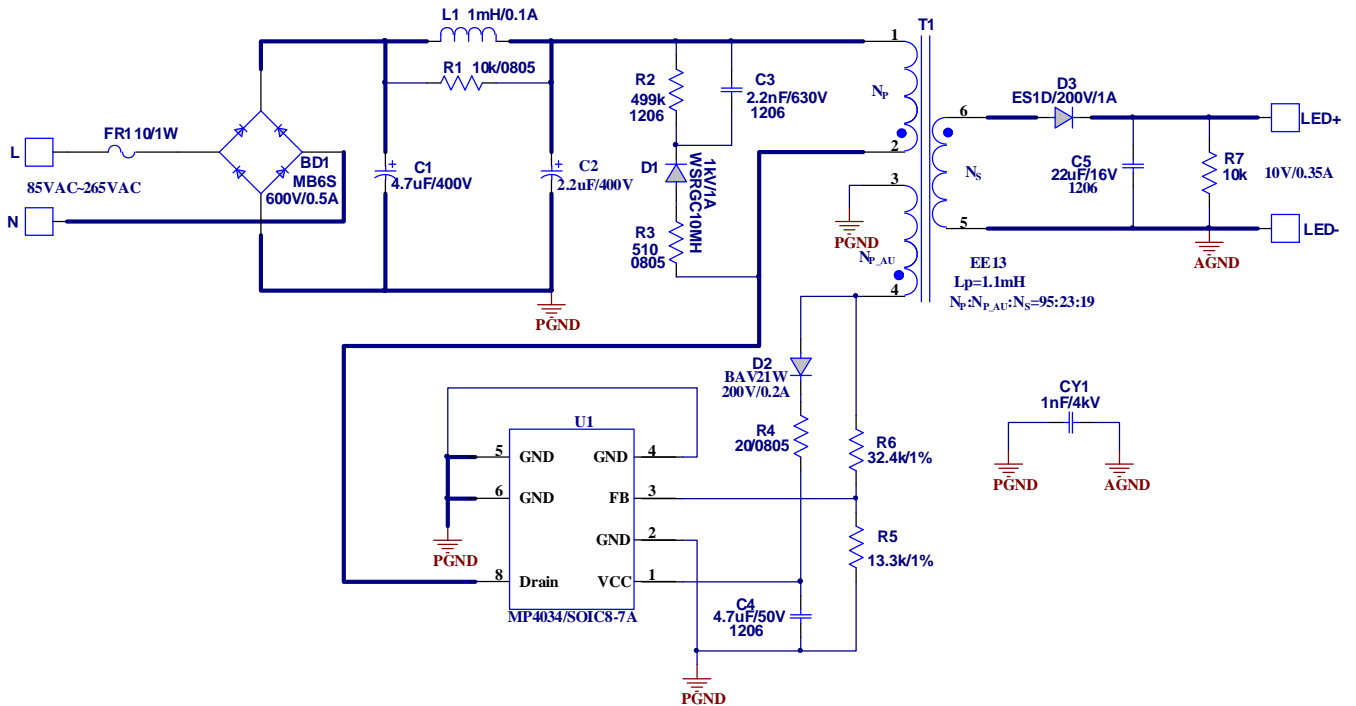 L1 1mH/0.1A
R1 10k/0805
FR1 10/1W
L
85VAC~265VAC
N
BD1
MB6S
600V/0.5A
C1
4.7uF/400V
C2
2.2uF/400V
R2
499k
1206
C3
2.2nF/630V
1206
D1
1kV/1A
WSRGC10MH
R3
510
0805
PGND
T1
1
NP
2
3
PGND
NP_AU
4
6
NS
5
D3
ES1D/200V/1A
C5
22uF/16V
1206
R7
10k
LED+
10V/0.35A
LED-
AGND
EE13
Lp=1.1mH
NP:NP_AU:NS=95:23:19
D2
BAV21W
200V/0.2A
R4
20/0805
R6
32.4k/1%
R5
13.3k/1%
CY1
1nF/4kV
PGND
AGND
U1
5 GND
GND 4
6 GND
FB 3
GND 2
8 Drain
VCC 1
MP4034/SOIC8-7A
PGND
C4
4.7uF/50V
1206
PGND